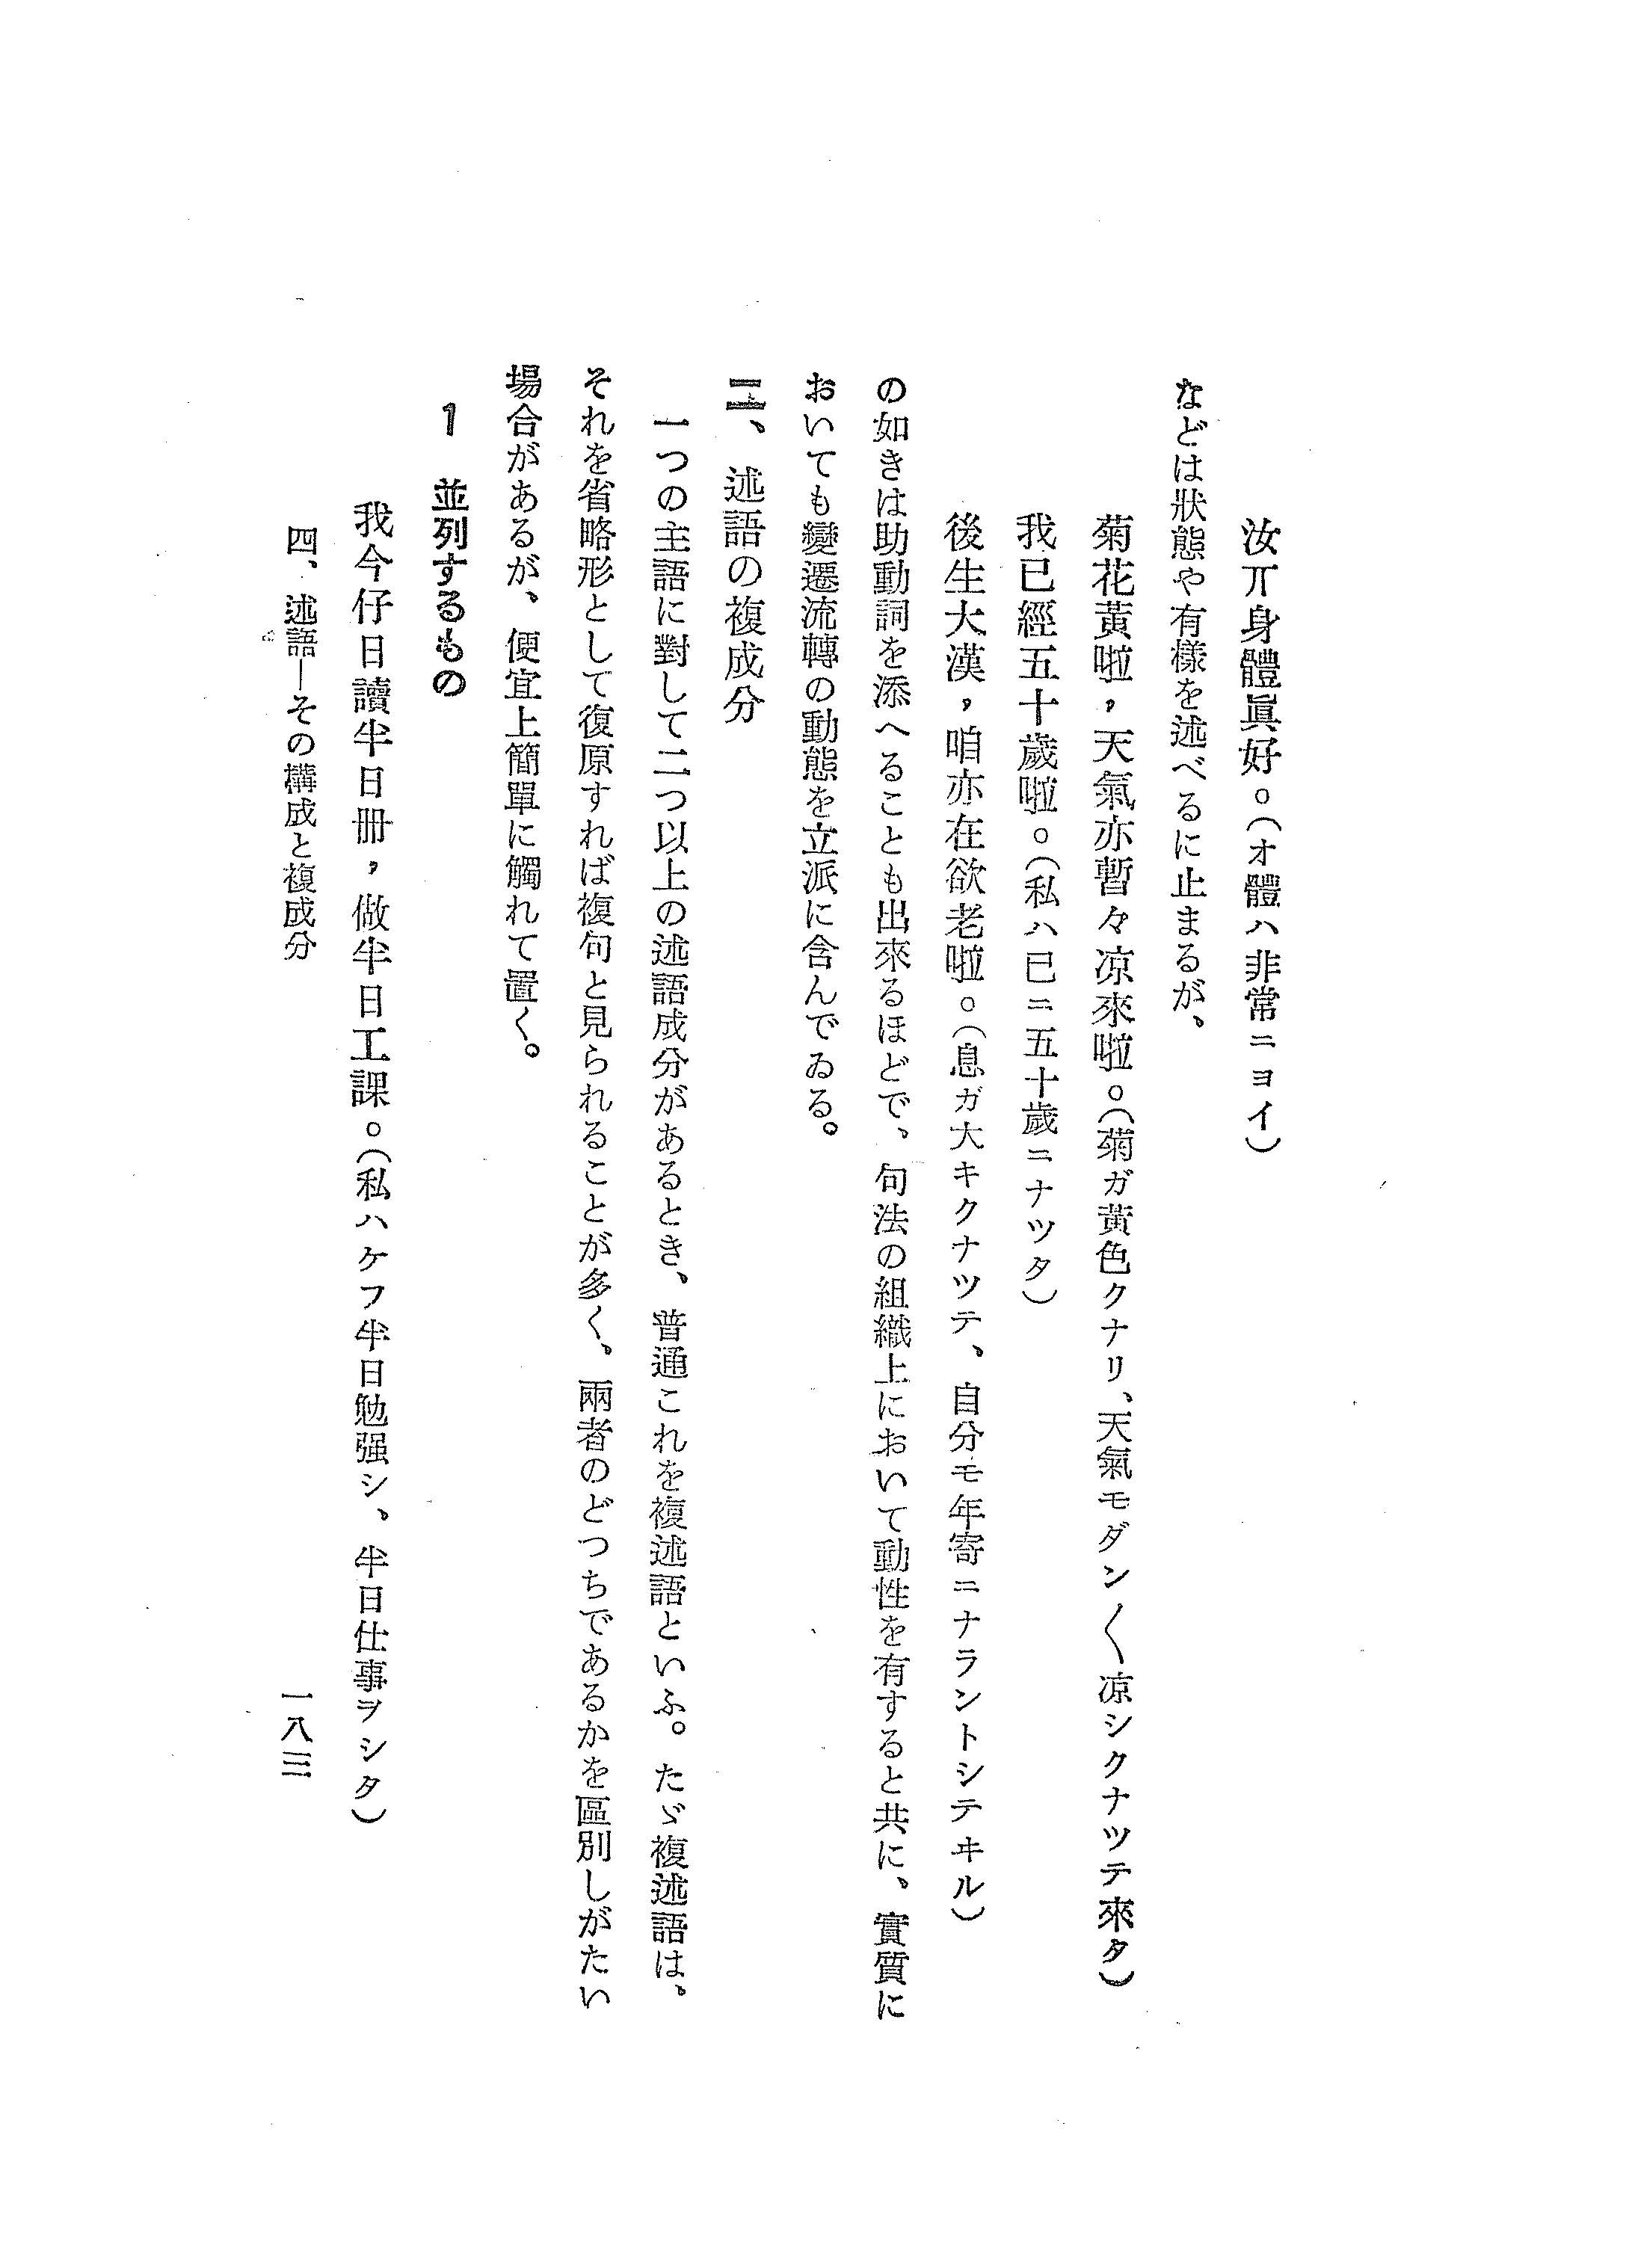 汝丌身體眞好。（オ體ハ非常ニヨイ）
などは狀態や有樣を述べるに止まるが、
菊花黃啦，天氣亦暫々凉來啦。（菊ガ黃色クナリ、天氣モダン〱凉シクナツテ來タ）
我已經五十歲啦。（私ハ已ニ五十歲ニナツタ）
後生大漢，咱亦在欲老啦。（息ガ大キクナツテ、自分モ年寄ニナラントシテヰル）
の如きは助動詞を添へることも出來るほどで、句法の組織上において動性を有すると共に、實質に
おいても變遷流轉の動態を立派に含んでゐる。
二、述語の複成分
一つの主語に對して二つ以上の述語成分があるとき、普通これを複述語といふ。たゞ複述語は、
それを省略形として復原すれば複句と見られることが多く、兩者のどつちであるかを區別しがたい
場合があるが、便宜上簡單に觸れて置く。
1 並列するもの
我今仔日讀半日冊，做半日工課。（私ハケフ半日勉强シ、半日仕事ヲシタ）
四、述語―その構成と複成分
一八三